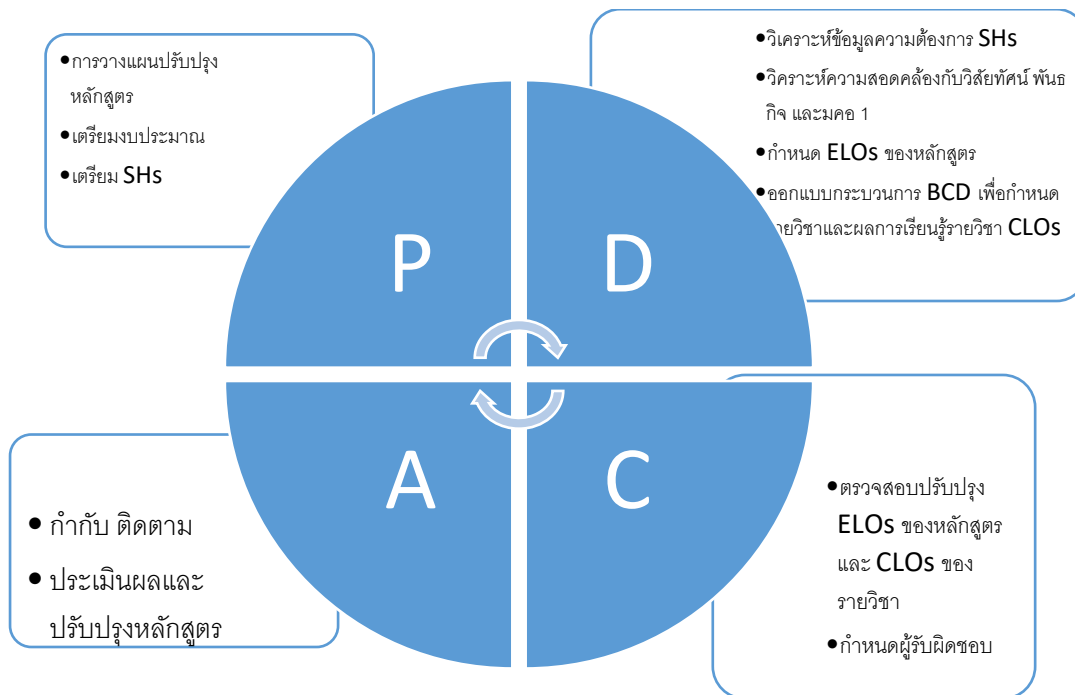 •การวางแผนปรับปรุง
หลักสูตร
•เตรียมงบประมาณ
•เตรียม SHs
•วิเคราะห์ข้อมูลความต้องการ SHs
•วิคราะห์ความสอดคล้องกับวิสัยทัศน์ พันธ
กิจ และมคอ 1
•กำหนด ELOs ของหลักสูตร
•ออกแบบกระบวนการ BCD เพื่อกำหนด
รายวิชาและผลการเรียนรู้รายวิชา CLOs
P
D
A
C
• กำกับ ติดตาม
• ประเมินผลและ
ปรับปรุงหลักสูตร
•ตรวจสอบปรับปรุง
ELOs ของหลักสูตร
และ CLOs ของ
รายวิชา
•กำหนดผู้รับผิดชอบ